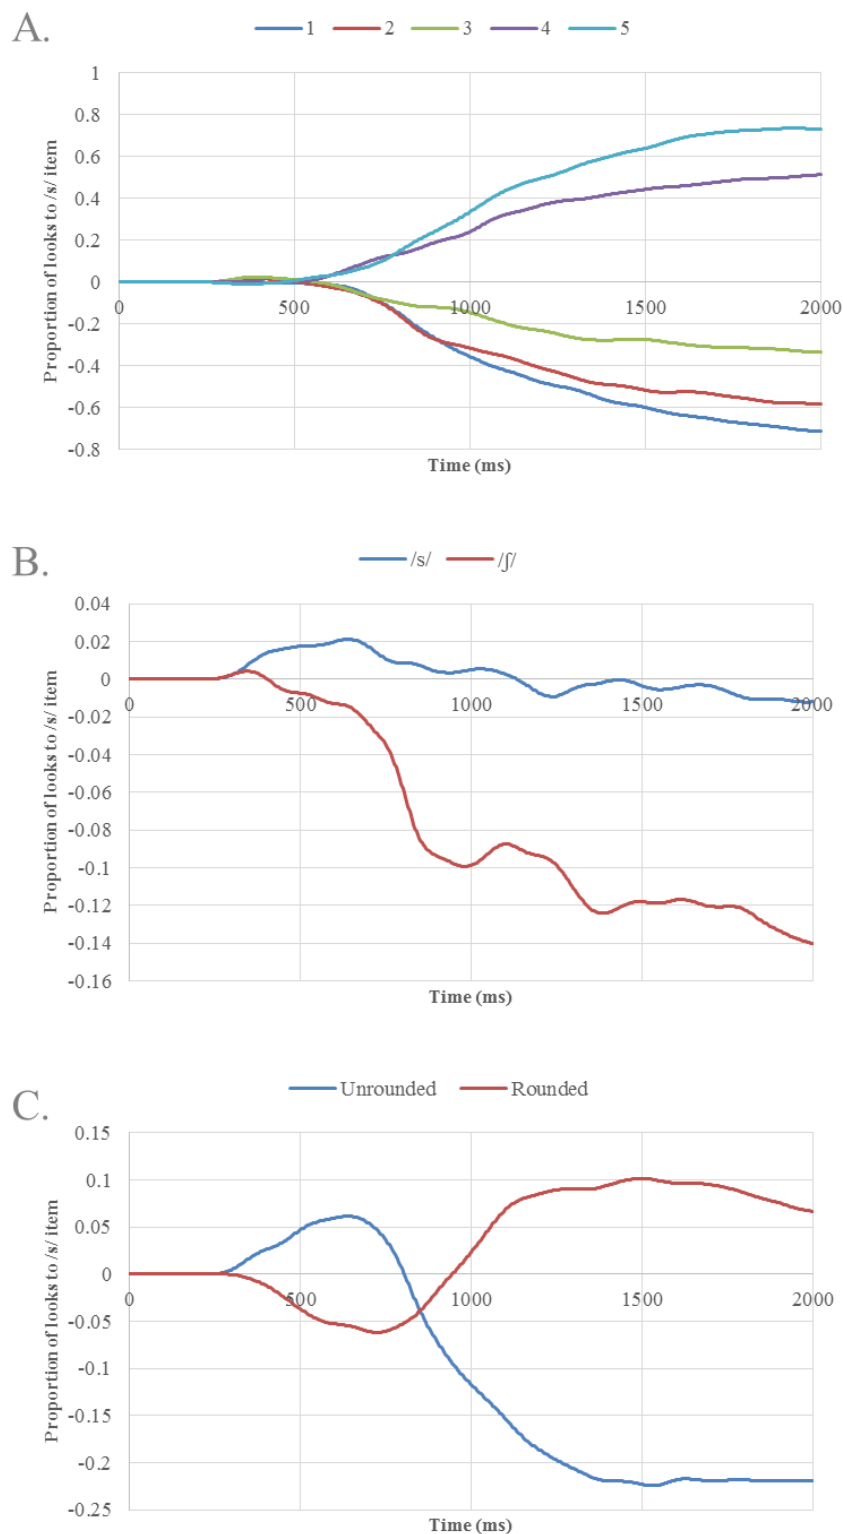 A.
1 2 3 4 5
1
0.8
0.6
0.4
0.2
0
-0.2
-0.4
-0.6
-0.8
0 500 1000 1500 2000
Proportion of looks to /s/ item
Time (ms)
B.
/s/ /ʃ/
0.04
0.02
0
-0.02
-0.04
-0.06
-0.08
-0.1
-0.12
-0.14
-0.16
0 500 1000 1500 2000
Proportion of looks to /s/ item
Time (ms)
C.
Unrounded Rounded
0.15
0.1
0.05
0
-0.05
-0.1
-0.15
-0.2
-0.25
0 500 1000 1500 2000
Proportion of looks to /s/ item
Time (ms)